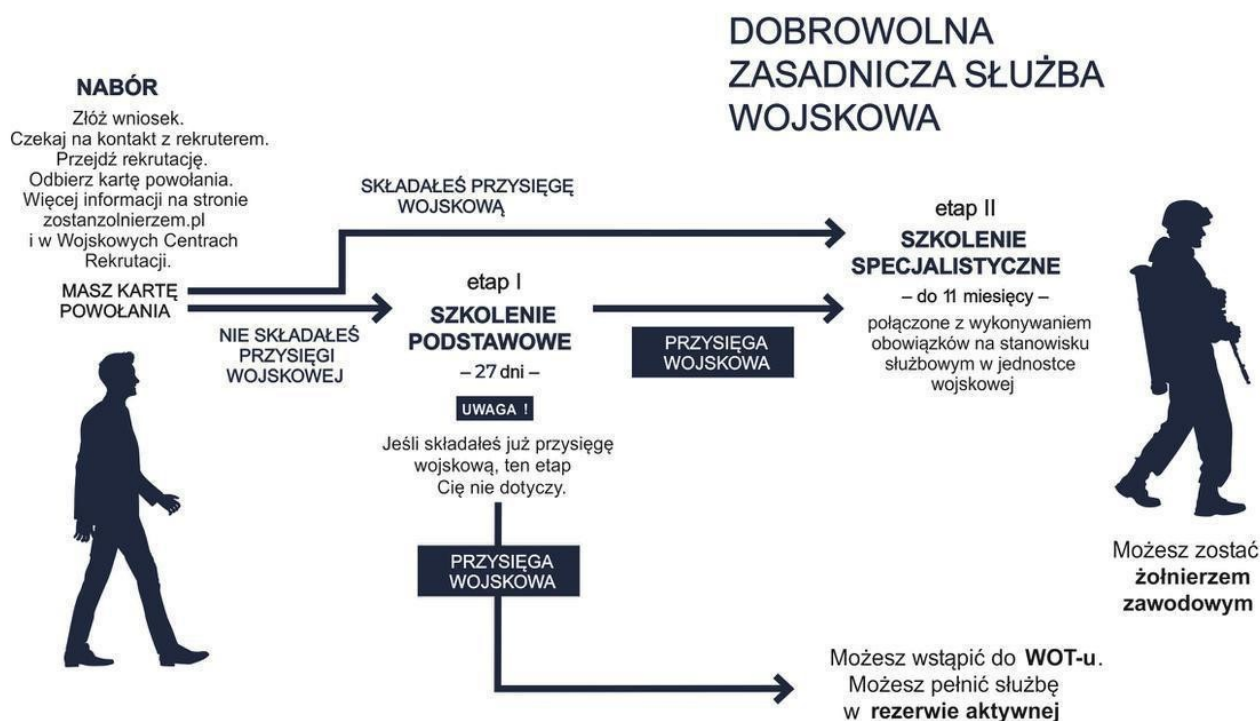 DOBROWOLNA
ZASADNICZA SŁUŻBA
WOJSKOWA
NABÓR
Złóż wniosek.
Czekaj na kontakt z rekruterem.
Przejdź rekrutację.
Odbierz kartę powołania.
Więcej informacji na stronie
zostanzolnierzem.pl
i w Wojskowych Centrach
Rekrutacji.
MASZ KARTĘ
POWOŁANIA
SKŁADAŁEŚ PRZYSIĘGĘ
WOJSKOWĄ
NIE SKŁADAŁEŚ
PRZYSIĘGI
WOJSKOWEJ
etap I
SZKOLENIE
PODSTAWOWE
– 27 dni –
UWAGA !
Jeśli składałeś już przysięgę
wojskową, ten etap
Cię nie dotyczy.
PRZYSIĘGA
WOJSKOWA
etap II
SZKOLENIE
SPECJALISTYCZNE
– do 11 miesięcy –
połączone z wykonywaniem
obowiązków na stanowisku
służbowym w jednostce
wojskowej
PRZYSIĘGA
WOJSKOWA
Możesz zostać
żołnierzem
zawodowym
Możesz wstąpić do WOT-u.
Możesz pełnić służbę
w rezerwie aktywnej